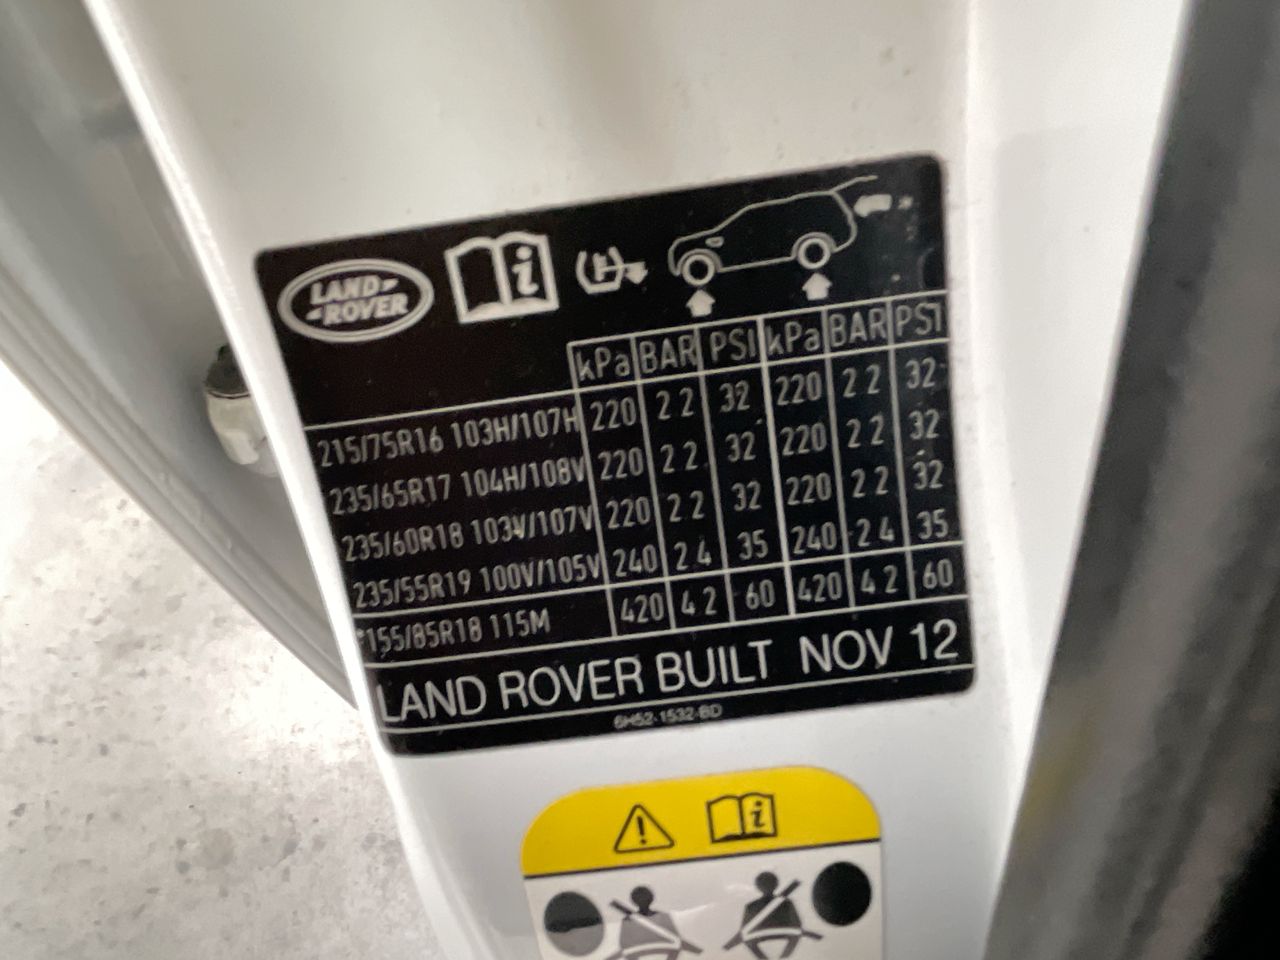 LAND-
-ROVER
kPa BAR PSI kPa BAR PSI
215/75R16 103H/107H 220 2.2 32 220 2 2 32
235/65R17 104H/108V 220 2 2 32 220 2 2 32
235/60R18 103V/107V 220 2 2 32 220 2 2 32
235/55R19 100V/105V 240 2 4 35 240 2 4 35
*155/85R18 115M 420 4 2 60 420 4 2 60
LAND ROVER BUILT NOV 12
6H52-1532-BD